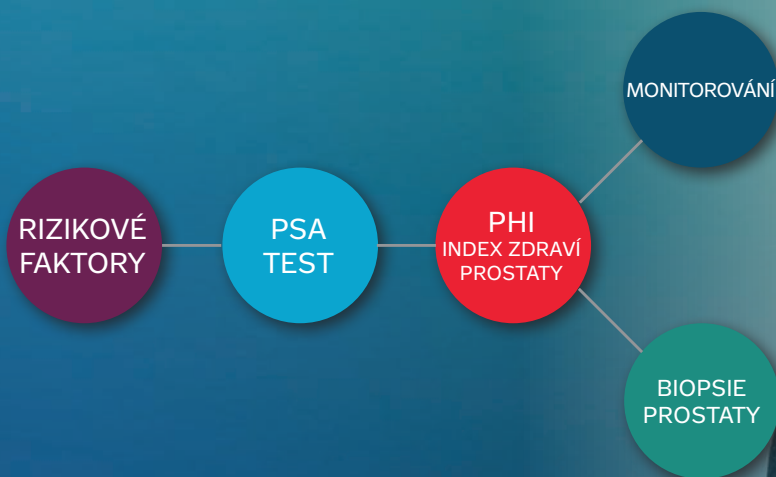 RIZIKOVÉ
FAKTORY
PSA
TEST
PHI
INDEX ZDRAVÍ
PROSTATY
MONITOROVÁNÍ
BIOPSIE
PROSTATY